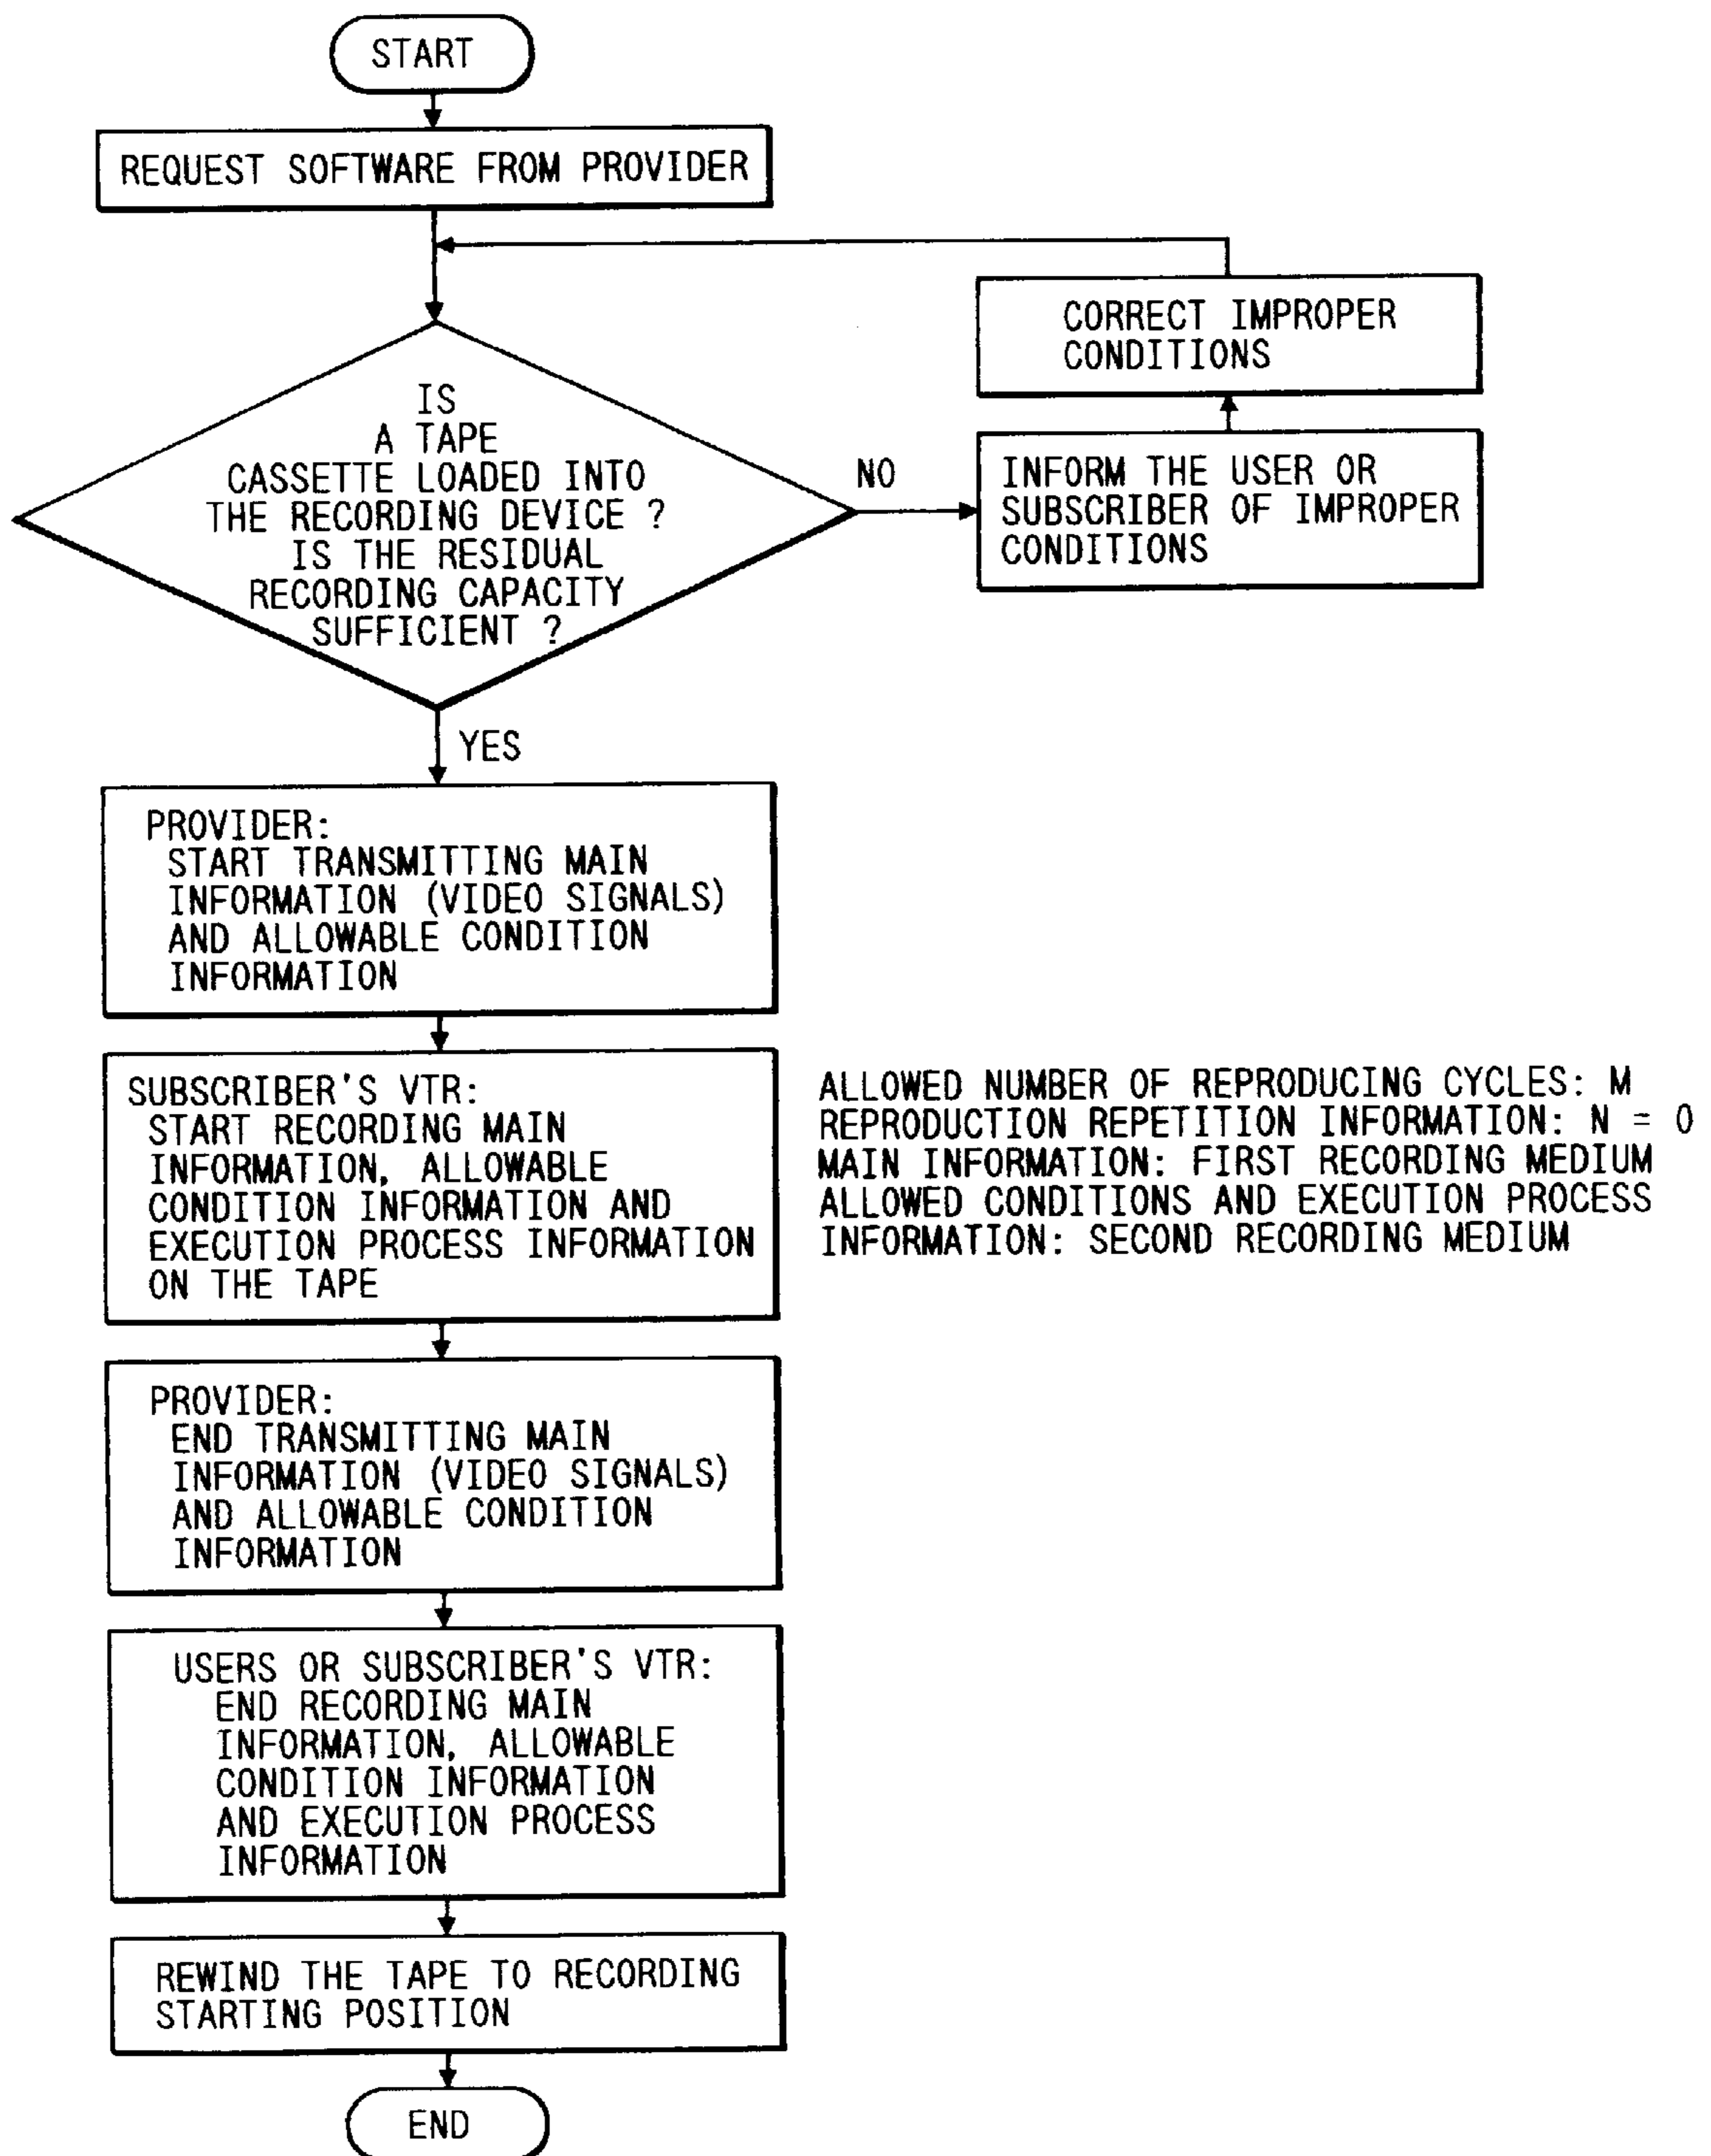 START
REQUEST SOFTWARE FROM PROVIDER
CORRECT IMPROPER
CONDITIONS
IS
A TAPE
CASSETTE LOADED INTO
THE RECORDING DEVICE ?
IS THE RESIDUAL
RECORDING CAPACITY
SUFFICIENT ?
NO
INFORM THE USER OR
SUBSCRIBER OF IMPROPER
CONDITIONS
YES
PROVIDER:
START TRANSMITTING MAIN
INFORMATION (VIDEO SIGNALS)
AND ALLOWABLE CONDITION
INFORMATION
SUBSCRIBER'S VTR:
START RECORDING MAIN
INFORMATION, ALLOWABLE
CONDITION INFORMATION AND
EXECUTION PROCESS INFORMATION
ON THE TAPE
ALLOWED NUMBER OF REPRODUCING CYCLES: M
REPRODUCTION REPETITION INFORMATION: N = 0
MAIN INFORMATION: FIRST RECORDING MEDIUM
ALLOWED CONDITIONS AND EXECUTION PROCESS
INFORMATION: SECOND RECORDING MEDIUM
PROVIDER:
END TRANSMITTING MAIN
INFORMATION (VIDEO SIGNALS)
AND ALLOWABLE CONDITION
INFORMATION
USERS OR SUBSCRIBER'S VTR:
END RECORDING MAIN
INFORMATION, ALLOWABLE
CONDITION INFORMATION
AND EXECUTION PROCESS
INFORMATION
REWIND THE TAPE TO RECORDING
STARTING POSITION
END